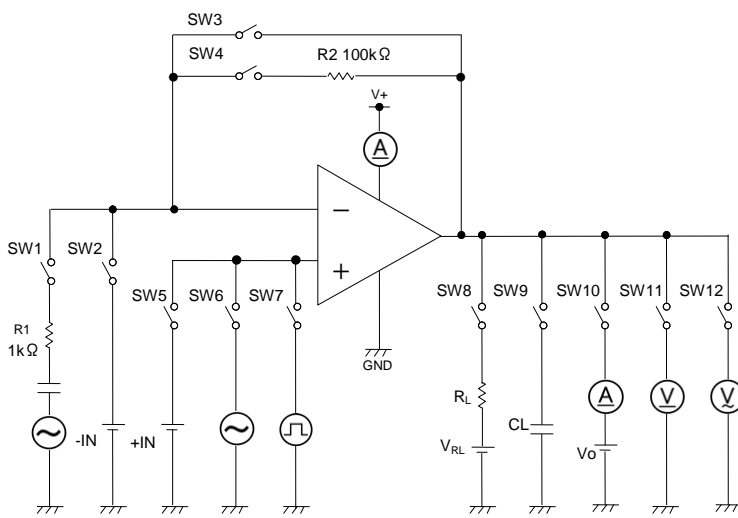 SW3
SW4
R2 100kΩ
V+
A
−
+
SW1
SW2
SW5
SW6
SW7
SW8
SW9
SW10
SW11
SW12
R1
1kΩ
GND
RL
CL
A
V
V
-IN
+IN
VRL
Vo